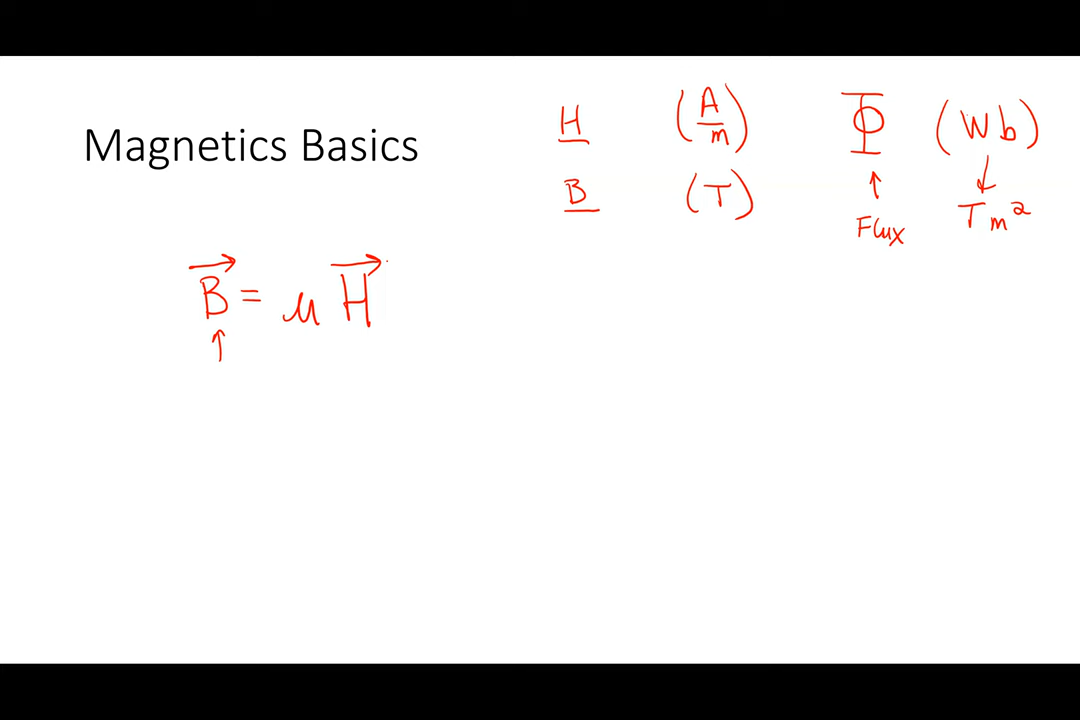 Magnetics Basics
H (A/m) Φ (Wb)
B (T) Flux Tm²
B⃗ = μ H⃗